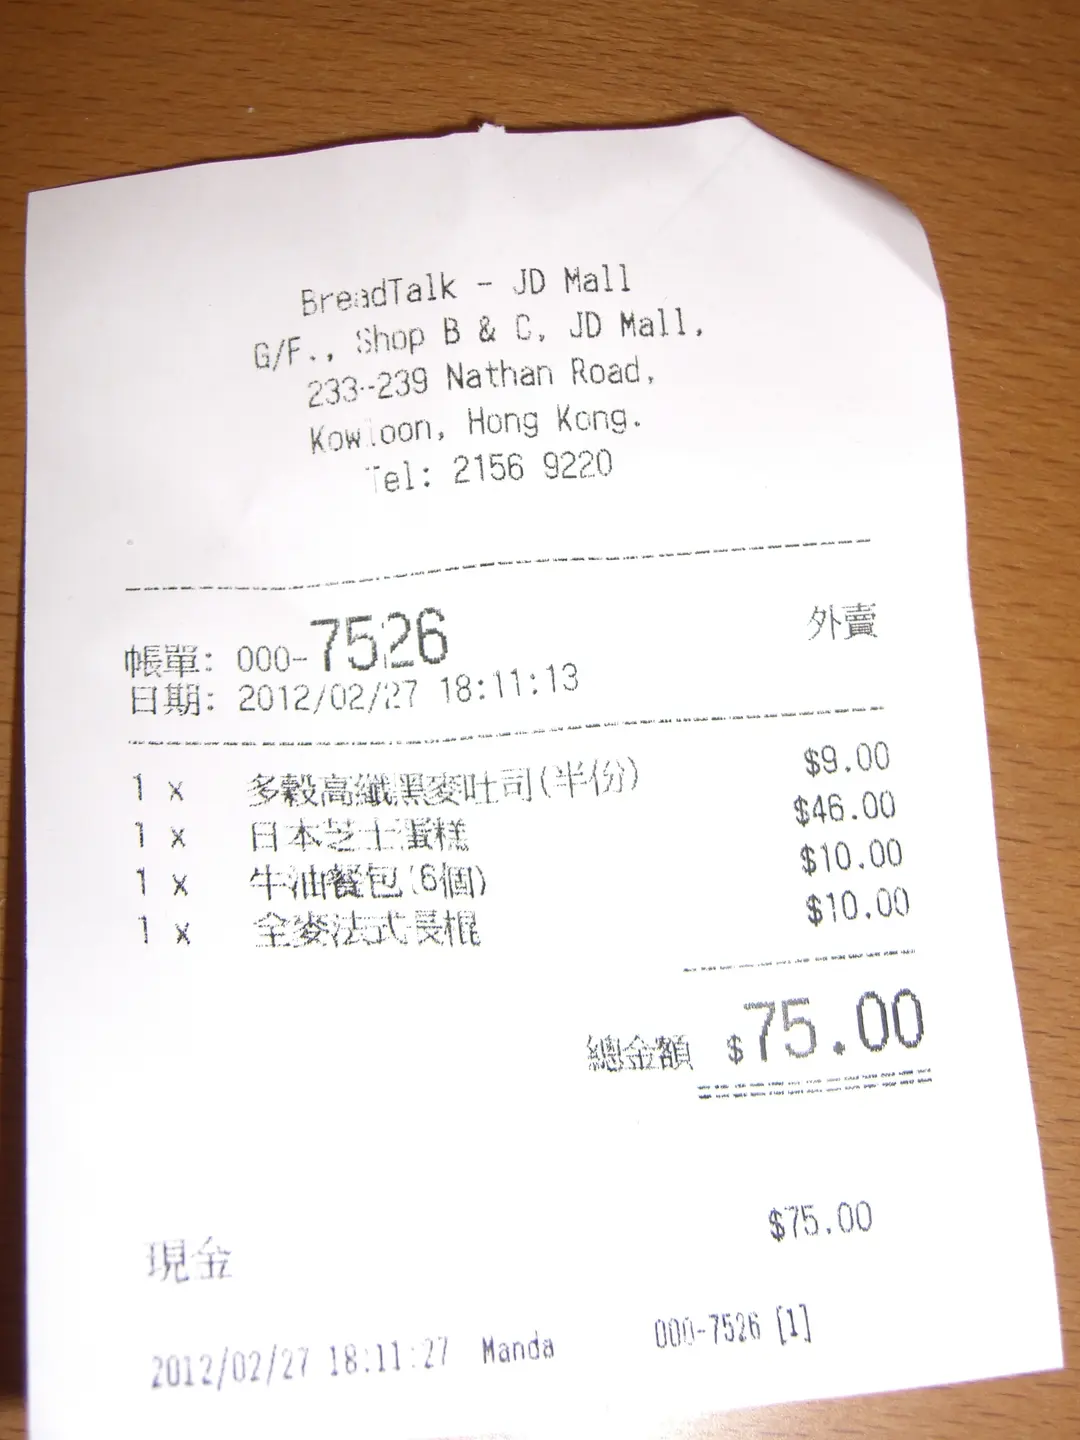 BreadTalk - JD Mall
G/F., Shop B & C, JD Mall,
233-239 Nathan Road,
Kowloon, Hong Kong.
Tel: 2156 9220
外賣
帳單: 000-7526
日期: 2012/02/27 18:11:13
1 x 多穀高纖黑麥吐司(半份) $9.00
1 x 日本芝士蛋糕 $46.00
1 x 牛油餐包(6個) $10.00
1 x 全麥法式長棍 $10.00
總金額 $75.00
現金 $75.00
2012/02/27 18:11:27 Manda 000-7526 [1]